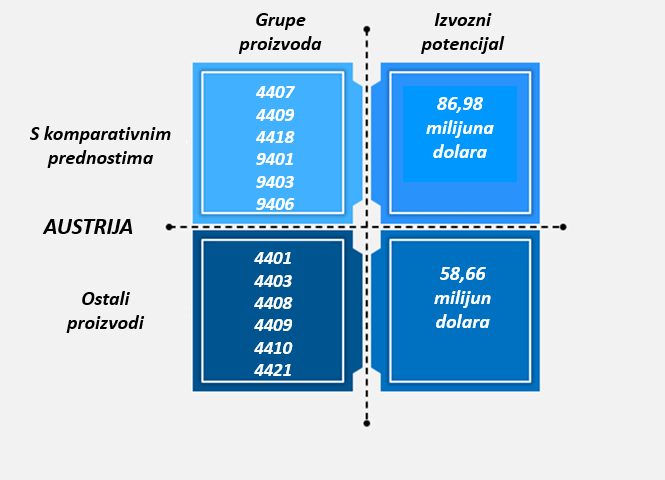 Grupe
proizvoda
Izvozni
potencijal
S komparativnim
prednostima
4407
4409
4418
9401
9403
9406
86,98
milijuna
dolara
AUSTRIJA
Ostali
proizvodi
4401
4403
4408
4409
4410
4421
58,66
milijun
dolara